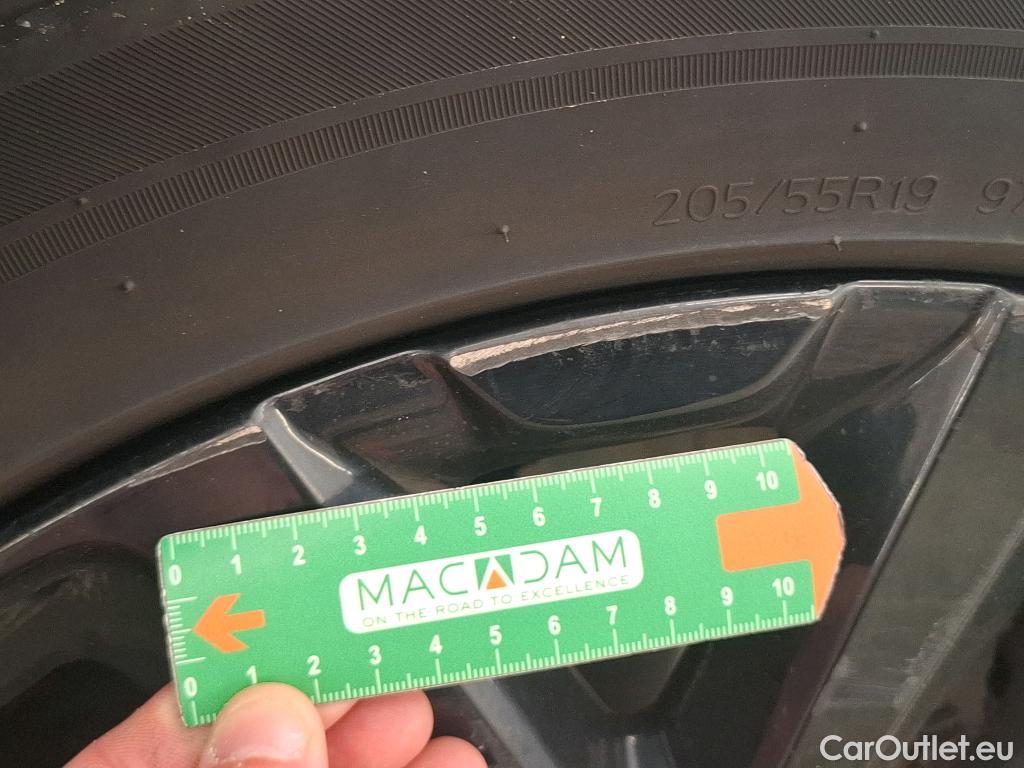 205/55R19
0 1 2 3 4 5 6 7 8 9 10
MACADAM
ON THE ROAD TO EXCELLENCE
0 1 2 3 4 5 6 7 8 9 10
CarOutlet.eu